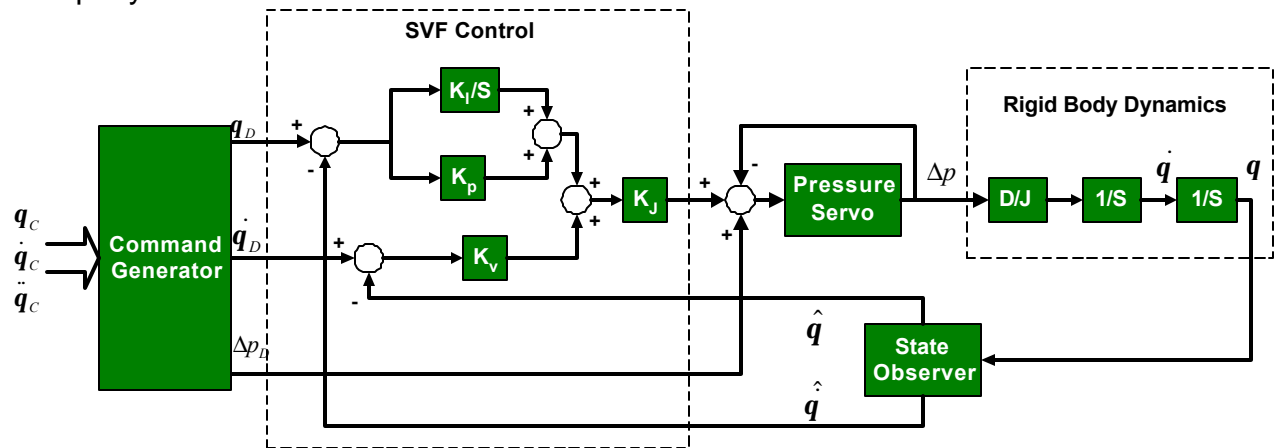 SVF Control
K_I/S
Rigid Body Dynamics
q_D
+
-
+
+
K_p
-
Δp
q̇
q
Pressure
Servo
D/J
1/S
1/S
+
+
K_J
+
+
q_C
q̇_C
q̈_C
Command
Generator
q̇_D
+
-
K_v
Δp_D
q̂
State
Observer
q̂̇